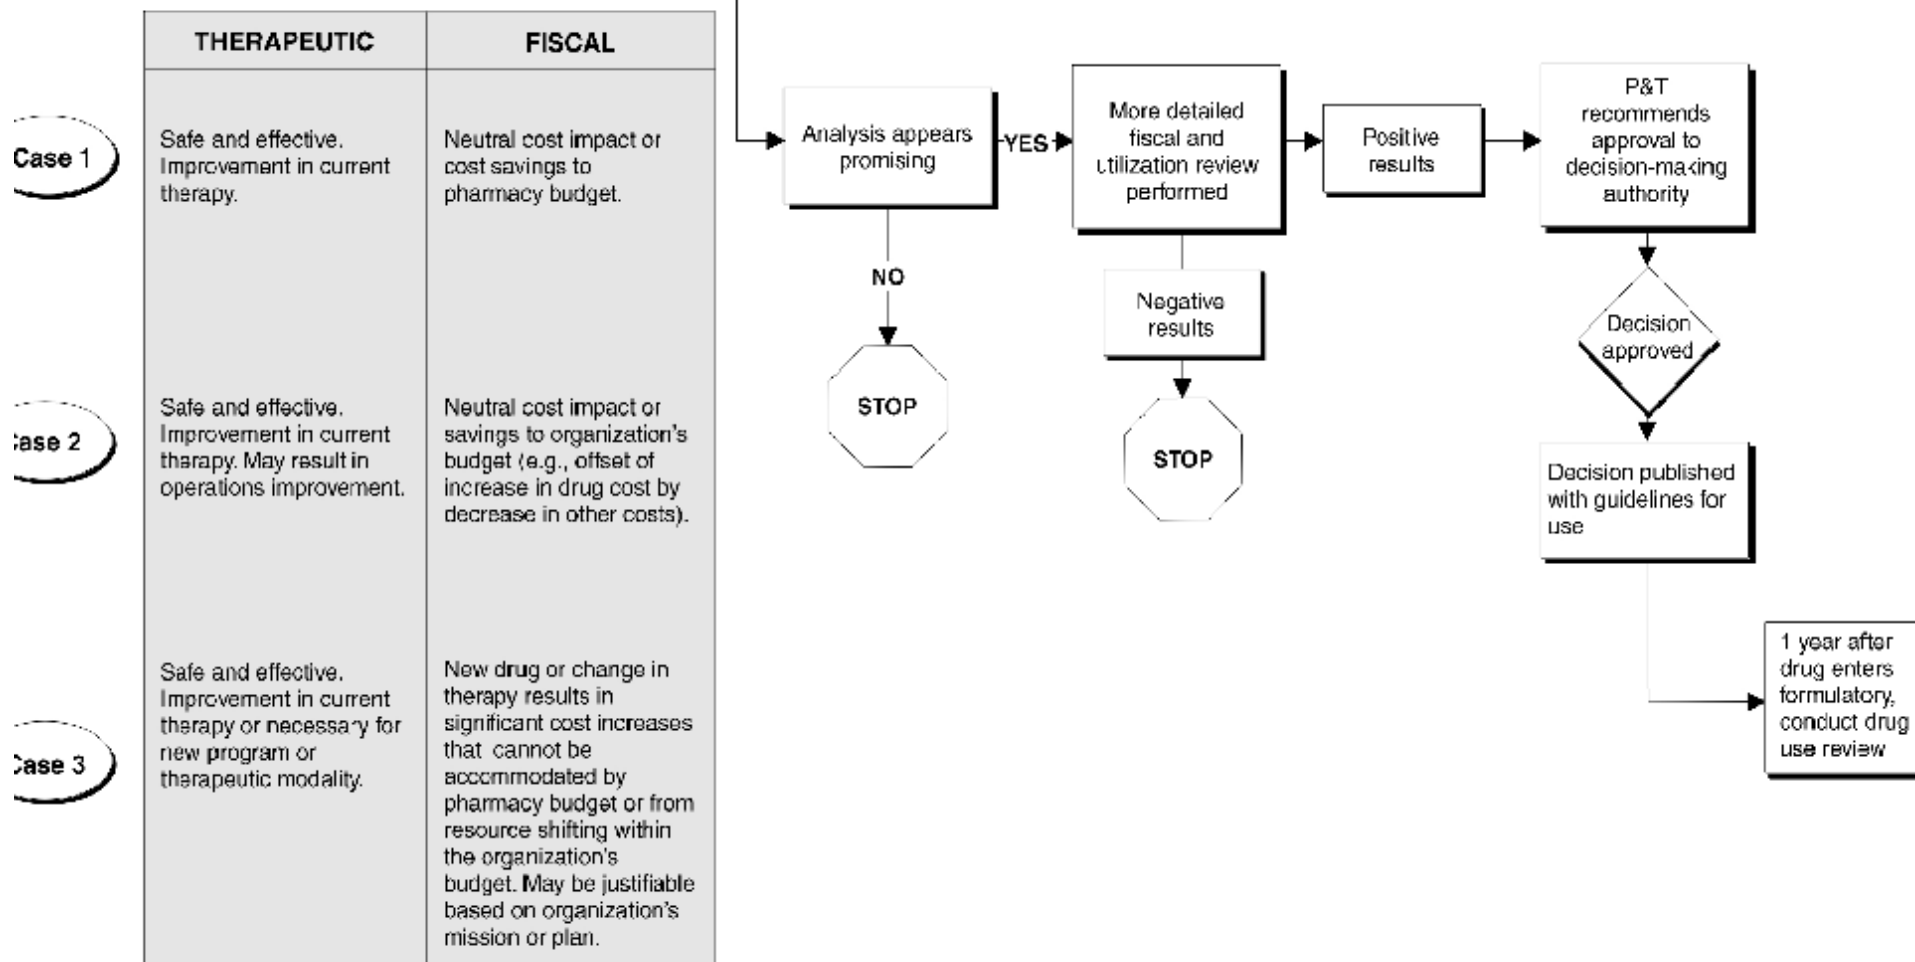 THERAPEUTIC
FISCAL
Case 1
Safe and effective.
Improvement in current
therapy.
Neutral cost impact or
cost savings to
pharmacy budget.
Case 2
Safe and effective.
Improvement in current
therapy. May result in
operations improvement.
Neutral cost impact or
savings to organization's
budget (e.g., offset of
increase in drug cost by
decrease in other costs).
Case 3
Safe and effective.
Improvement in current
therapy or necessary for
new program or
therapeutic modality.
New drug or change in
therapy results in
significant cost increases
that cannot be
accommodated by
pharmacy budget or from
resource shifting within
the organization's
budget. May be justifiable
based on organization's
mission or plan.
Analysis appears
promising
YES
NO
STOP
More detailed
fiscal and
utilization review
performed
Negative
results
STOP
Positive
results
P&T
recommends
approval to
decision-making
authority
Decision
approved
Decision published
with guidelines for
use
1 year after
drug enters
formulatory,
conduct drug
use review